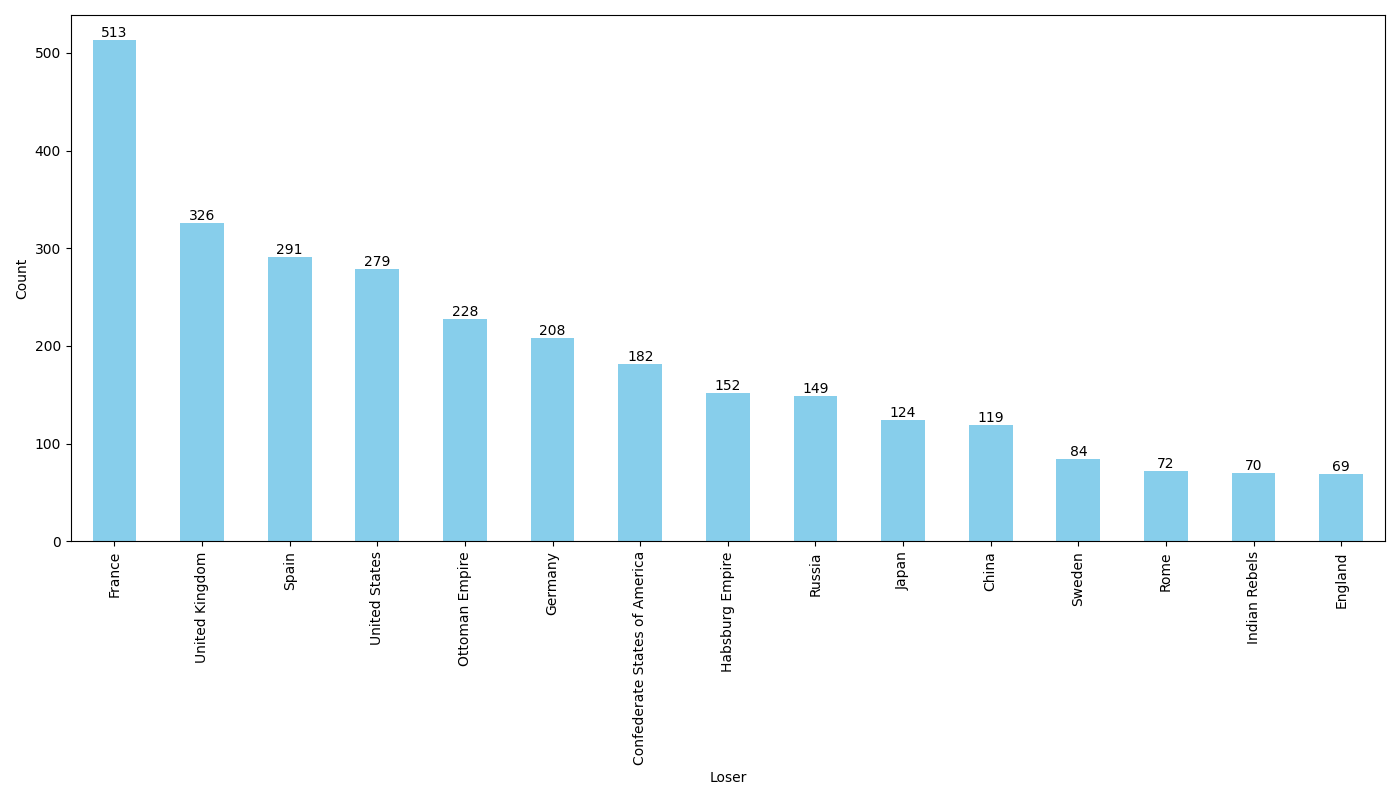 513
326
291
279
228
208
182
152
149
124
119
84
72
70
69
500
400
300
200
100
0
Count
France
United Kingdom
Spain
United States
Ottoman Empire
Germany
Confederate States of America
Habsburg Empire
Russia
Japan
China
Sweden
Rome
Indian Rebels
England
Loser